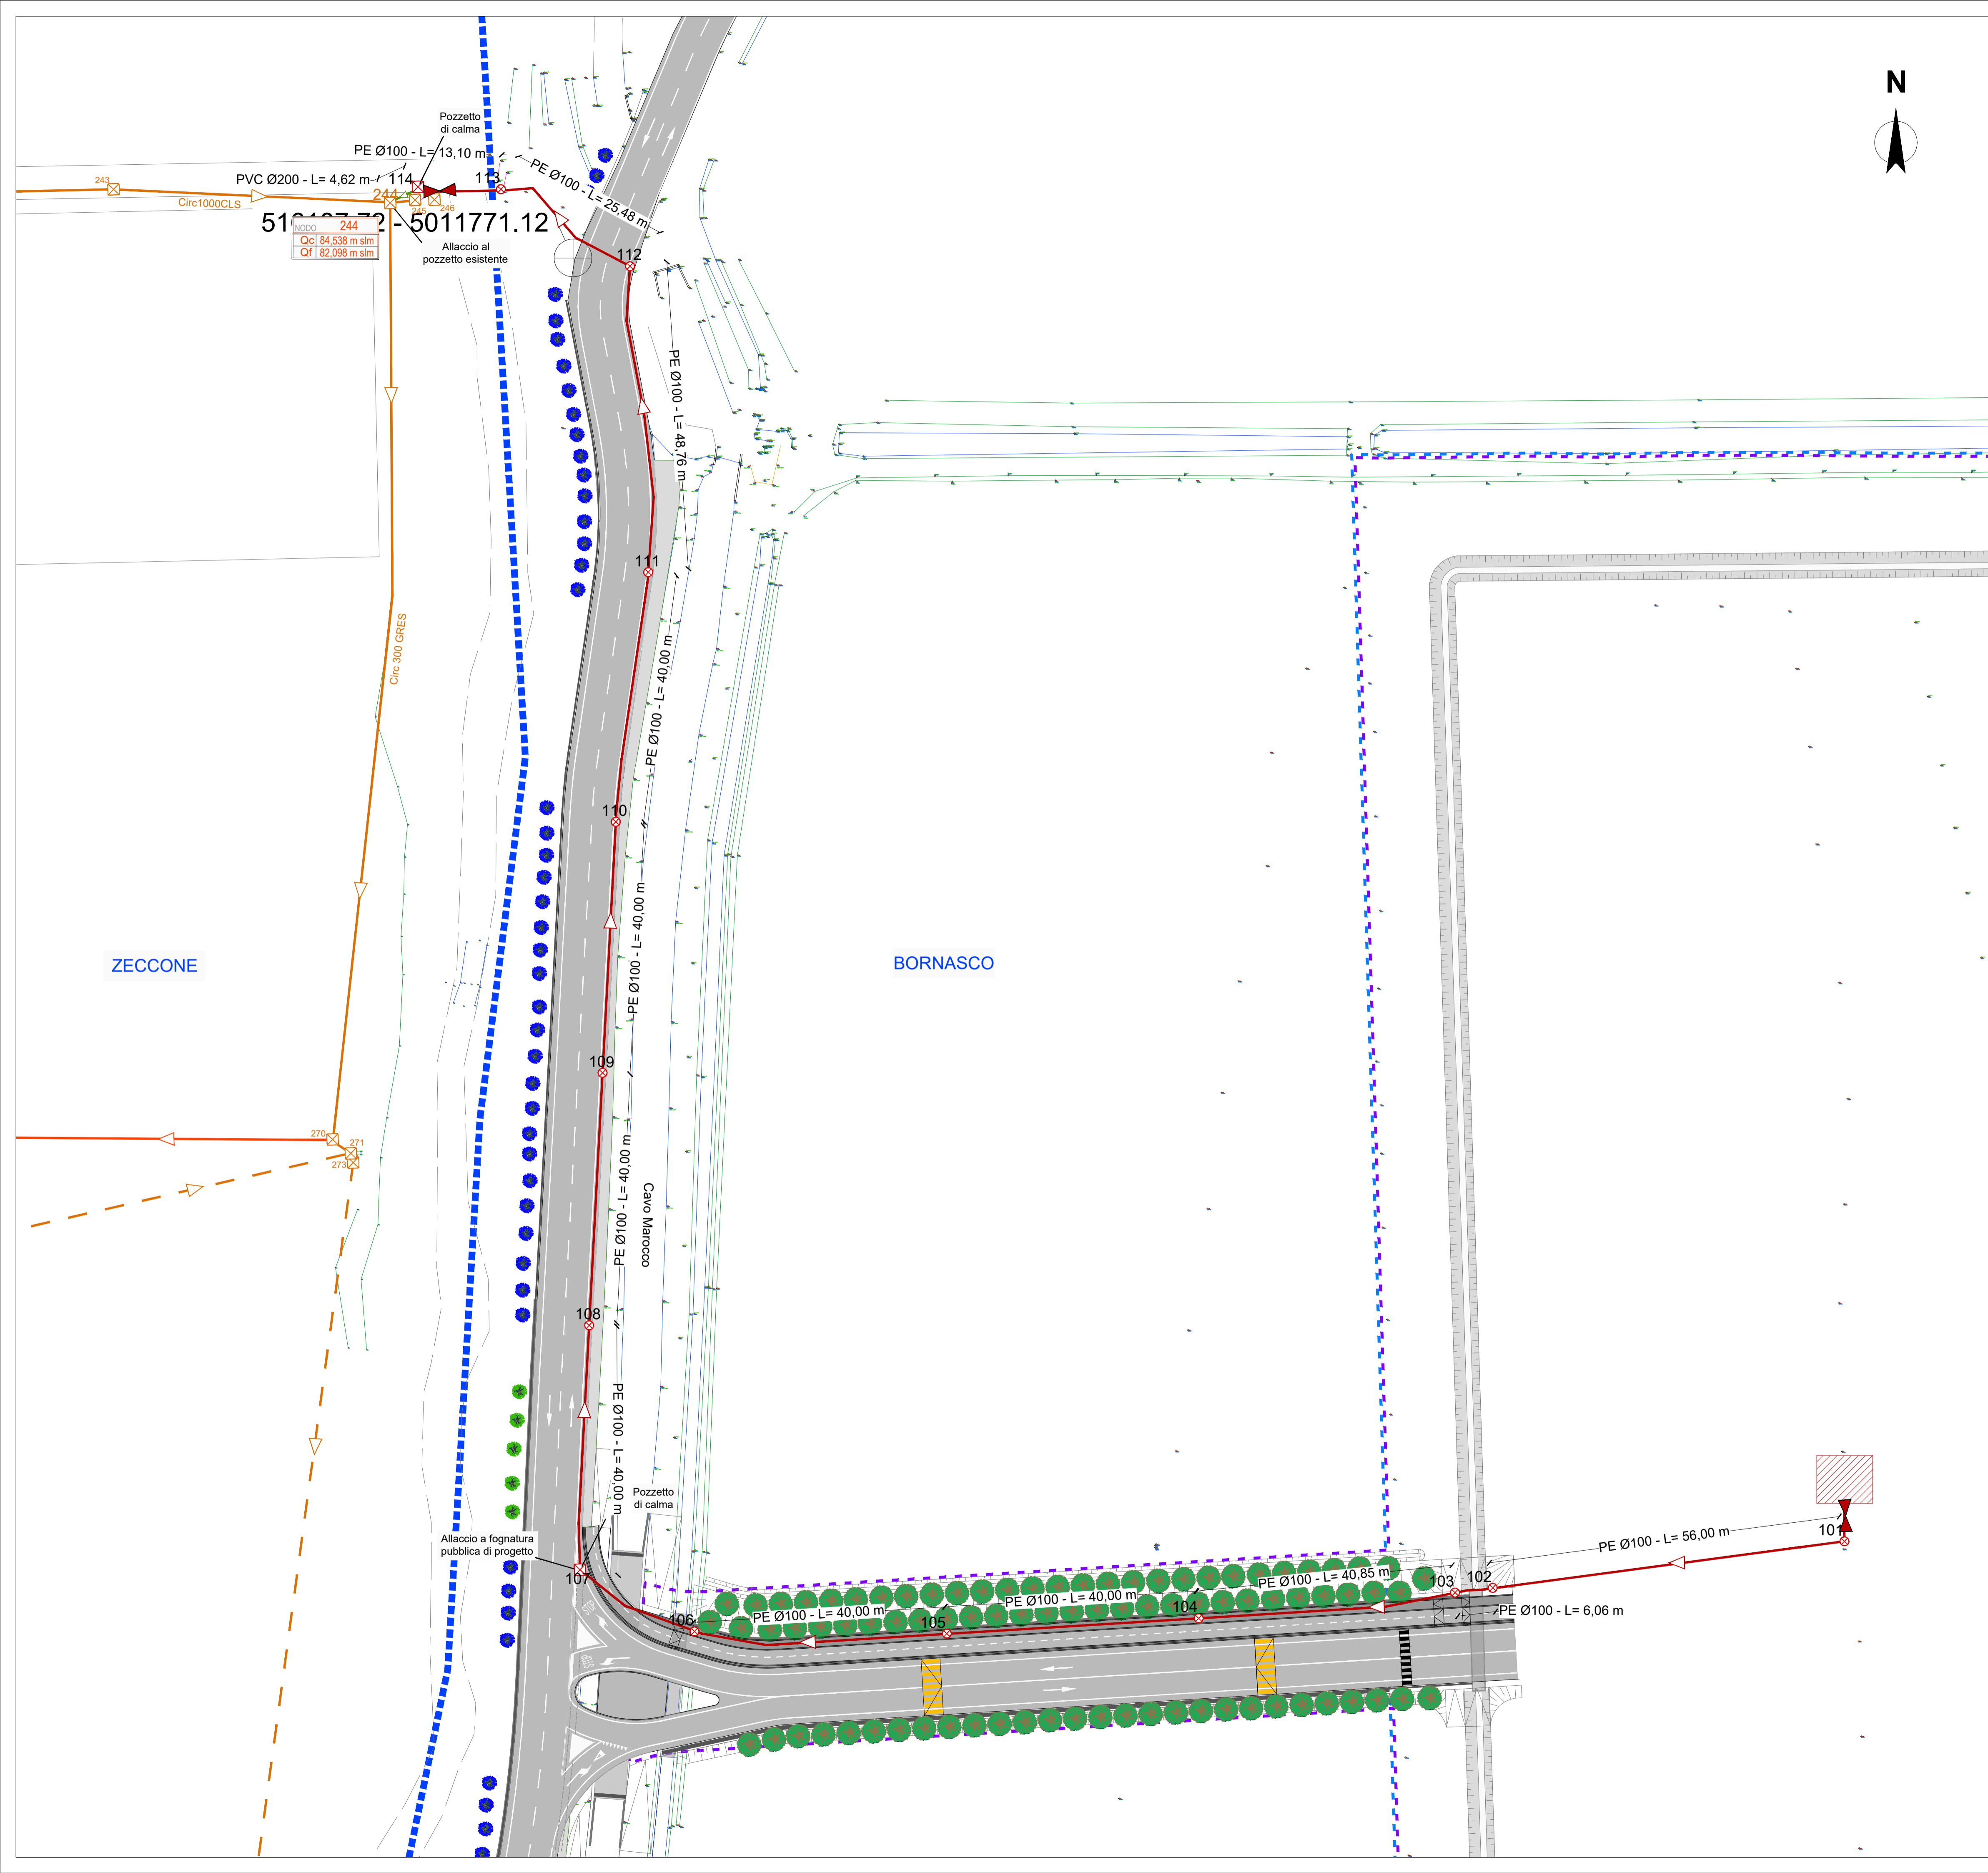 N
Pozzetto
di calma
PE Ø100 - L= 13,10 m
PE Ø100 - L= 25,48 m
PVC Ø200 - L= 4,62 m
114
113
243
244
245
246
Circ1000CLS
- 5011771.12
NODO 244
Qc 84,538 m slm
Qf 82,098 m slm
Allaccio al
pozzetto esistente
112
PE Ø100 - L= 48,76 m
111
Circ 300 GRES
PE Ø100 - L= 40,00 m
110
PE Ø100 - L= 40,00 m
ZECCONE
BORNASCO
109
270
271
273
PE Ø100 - L= 40,00 m
Cavo Marocco
108
PE Ø100 - L= 40,00 m
Pozzetto
di calma
Allaccio a fognatura
pubblica di progetto
107
101
PE Ø100 - L= 56,00 m
102
103
PE Ø100 - L= 40,85 m
PE Ø100 - L= 6,06 m
104
PE Ø100 - L= 40,00 m
105
PE Ø100 - L= 40,00 m
106
STOP